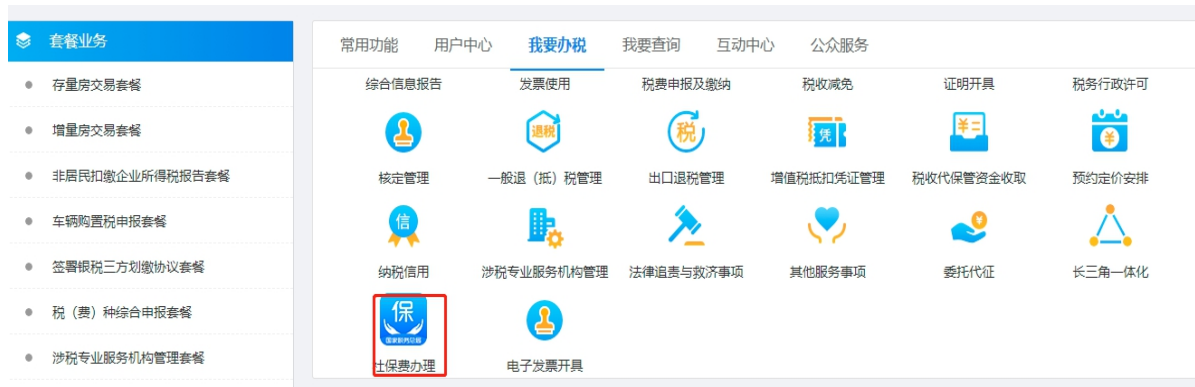 套餐业务
存量房交易套餐
增量房交易套餐
非居民扣缴企业所得税报告套餐
车辆购置税申报套餐
签署银税三方划缴协议套餐
税（费）种综合申报套餐
涉税专业服务机构管理套餐
常用功能 用户中心 我要办税 我要查询 互动中心 公众服务
综合信息报告 发票使用 税费申报及缴纳 税收减免 证明开具 税务行政许可
退税 税 凭
核定管理 一般退（抵）税管理 出口退税管理 增值税抵扣凭证管理 税收代保管资金收取 预约定价安排
信
纳税信用 涉税专业服务机构管理 法律追责与救济事项 其他服务事项 委托代征 长三角一体化
保
社保费办理 电子发票开具